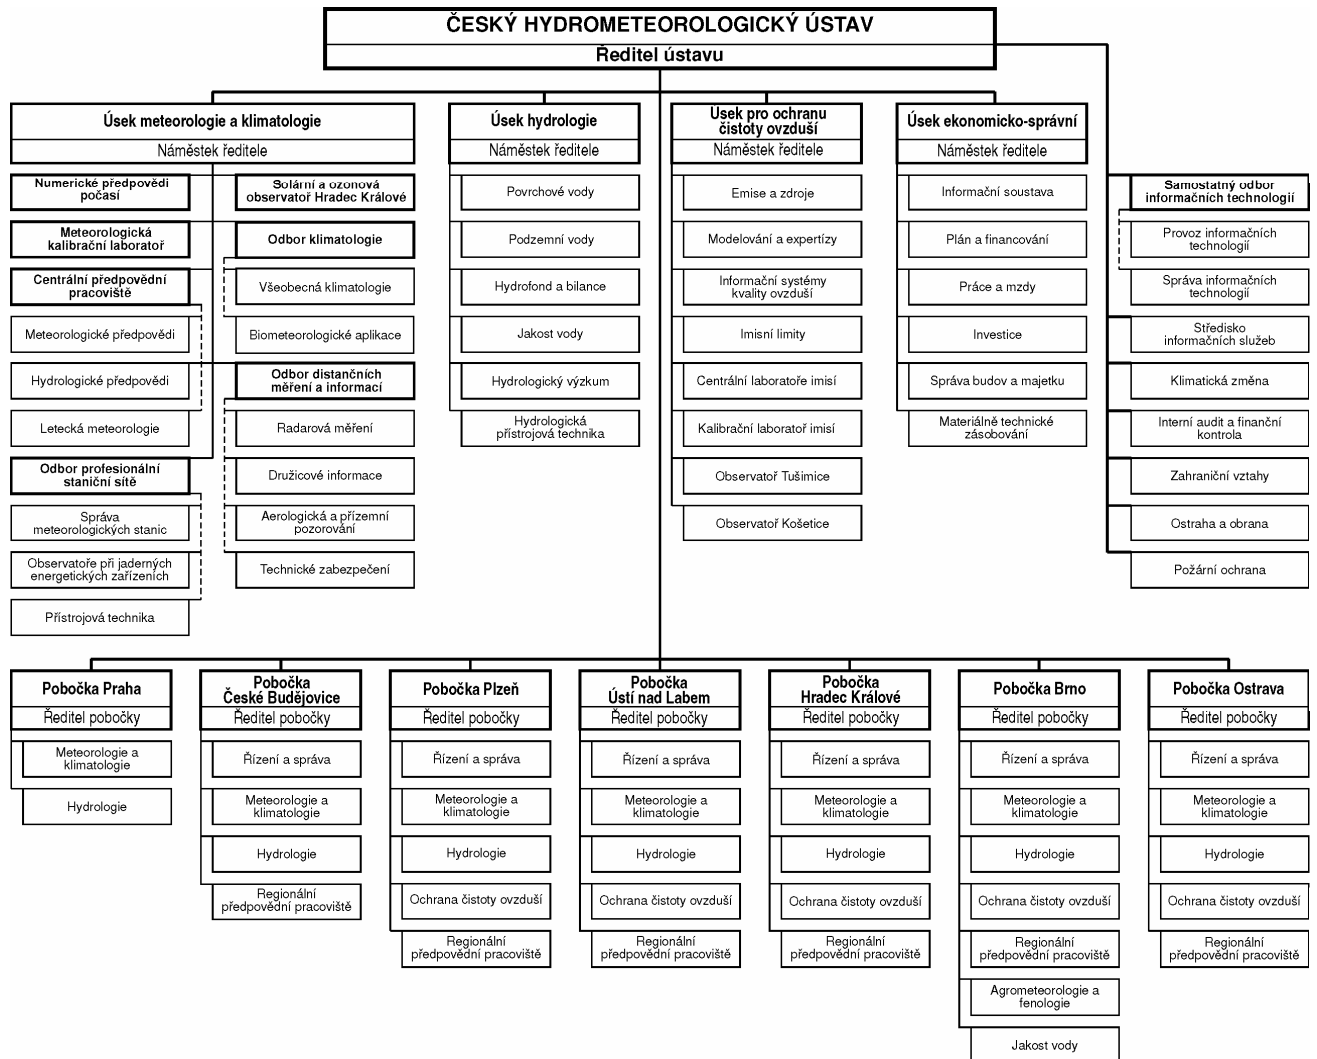 ČESKÝ HYDROMETEOROLOGICKÝ ÚSTAV
Ředitel ústavu
Úsek meteorologie a klimatologie
Náměstek ředitele
Numerické předpovědi
počasí
Meteorologická
kalibrační laboratoř
Centrální předpovědní
pracoviště
Meteorologické předpovědi
Hydrologické předpovědi
Letecká meteorologie
Odbor profesionální
staniční sítě
Správa
meteorologických stanic
Observatoře při jaderných
energetických zařízeních
Přístrojová technika
Solární a ozonová
observatoř Hradec Králové
Odbor klimatologie
Všeobecná klimatologie
Biometeorologické aplikace
Odbor distančních
měření a informací
Radarová měření
Družicové informace
Aerologická a přízemní
pozorování
Technické zabezpečení
Úsek hydrologie
Náměstek ředitele
Povrchové vody
Podzemní vody
Hydrofond a bilance
Jakost vody
Hydrologický výzkum
Hydrologická
přístrojová technika
Úsek pro ochranu
čistoty ovzduší
Náměstek ředitele
Emise a zdroje
Modelování a expertízy
Informační systémy
kvality ovzduší
Imisní limity
Centrální laboratoře imisí
Kalibrační laboratoř imisí
Observatoř Tušimice
Observatoř Košetice
Úsek ekonomicko-správní
Náměstek ředitele
Informační soustava
Plán a financování
Práce a mzdy
Investice
Správa budov a majetku
Materiálně technické
zásobování
Samostatný odbor
informačních technologií
Provoz informačních
technologií
Správa informačních
technologií
Středisko
informačních služeb
Klimatická změna
Interní audit a finanční
kontrola
Zahraniční vztahy
Ostraha a obrana
Požární ochrana
Pobočka Praha
Ředitel pobočky
Meteorologie a
klimatologie
Hydrologie
Pobočka
České Budějovice
Ředitel pobočky
Řízení a správa
Meteorologie a
klimatologie
Hydrologie
Regionální
předpovědní pracoviště
Pobočka Plzeň
Ředitel pobočky
Řízení a správa
Meteorologie a
klimatologie
Hydrologie
Ochrana čistoty ovzduší
Regionální
předpovědní pracoviště
Pobočka
Ústí nad Labem
Ředitel pobočky
Řízení a správa
Meteorologie a
klimatologie
Hydrologie
Ochrana čistoty ovzduší
Regionální
předpovědní pracoviště
Pobočka
Hradec Králové
Ředitel pobočky
Řízení a správa
Meteorologie a
klimatologie
Hydrologie
Ochrana čistoty ovzduší
Regionální
předpovědní pracoviště
Pobočka Brno
Ředitel pobočky
Řízení a správa
Meteorologie a
klimatologie
Hydrologie
Ochrana čistoty ovzduší
Regionální
předpovědní pracoviště
Agrometeorologie a
fenologie
Jakost vody
Pobočka Ostrava
Ředitel pobočky
Řízení a správa
Meteorologie a
klimatologie
Hydrologie
Ochrana čistoty ovzduší
Regionální
předpovědní pracoviště